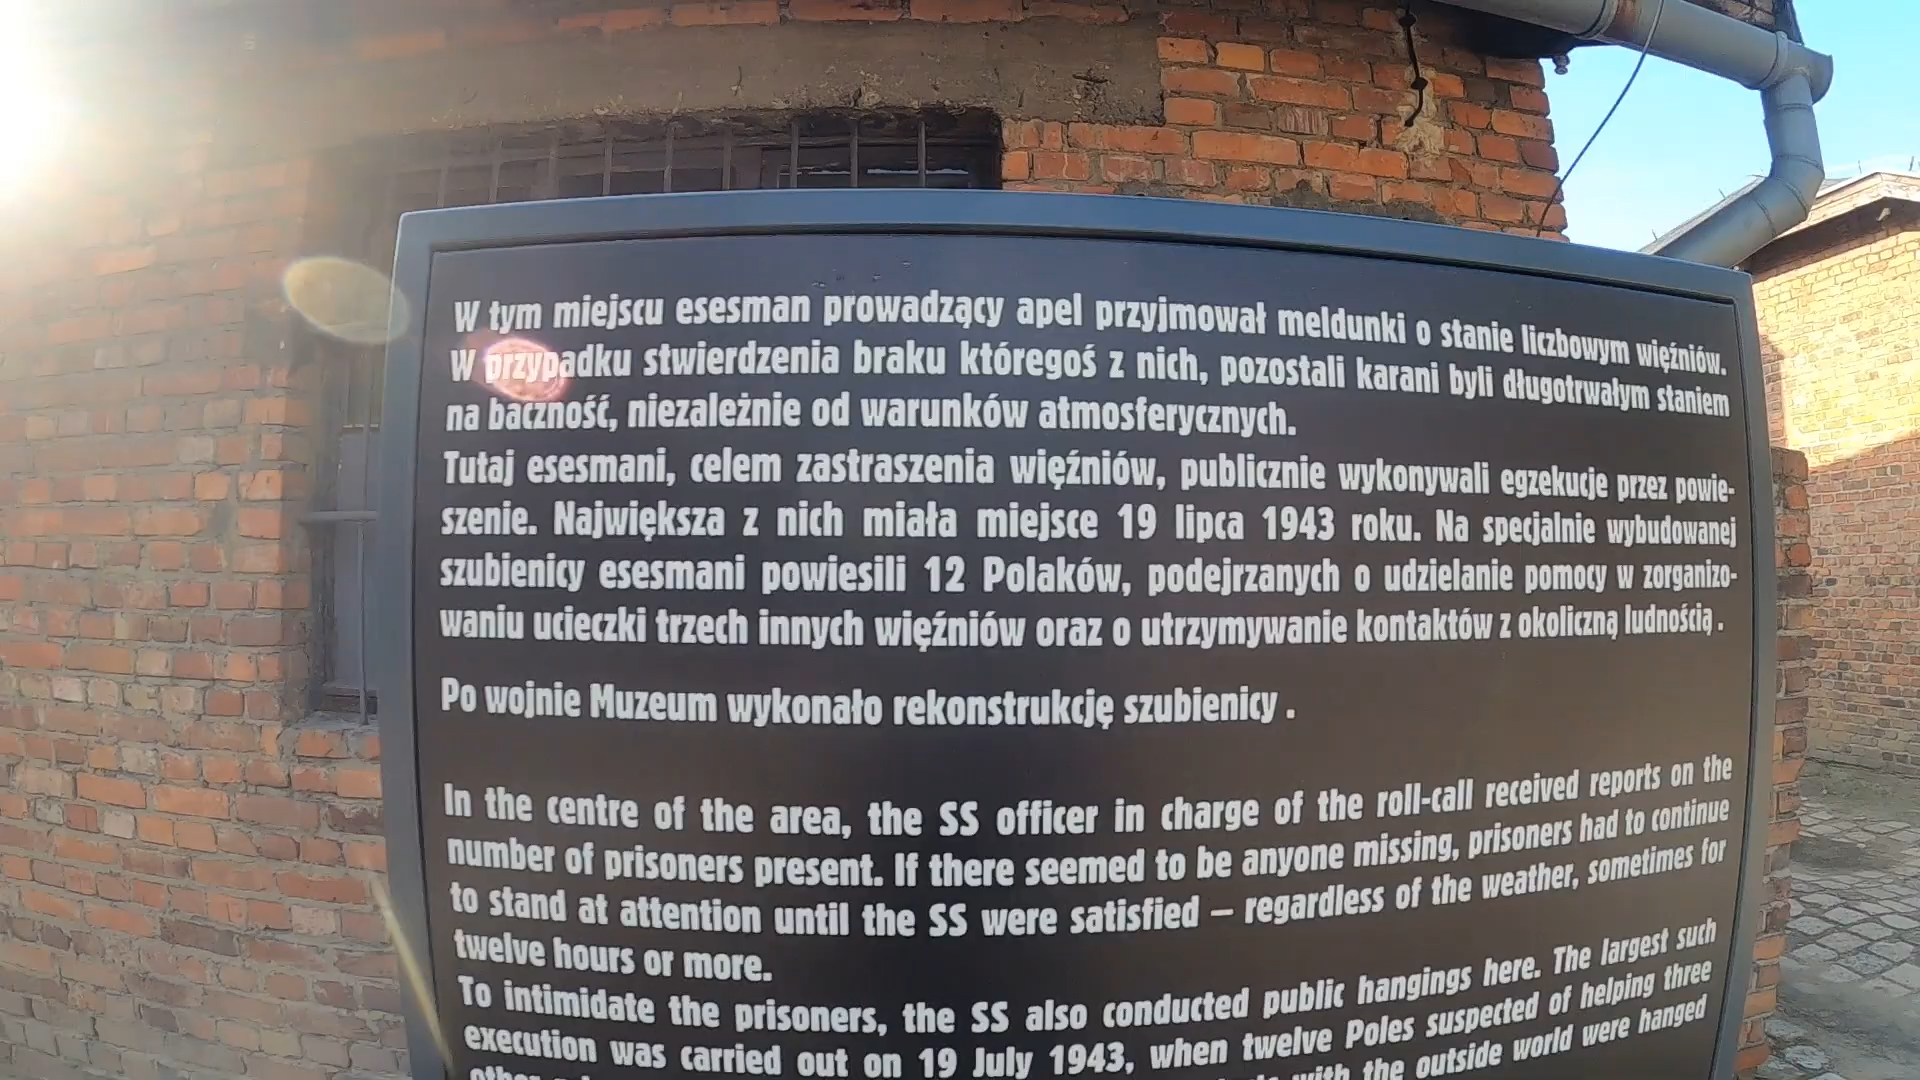 W tym miejscu esesman prowadzący apel przyjmował meldunki o stanie liczbowym więźniów.
W przypadku stwierdzenia braku któregoś z nich, pozostali karani byli długotrwałym staniem
na baczność, niezależnie od warunków atmosferycznych.
Tutaj esesmani, celem zastraszenia więźniów, publicznie wykonywali egzekucje przez powie-
szenie. Największa z nich miała miejsce 19 lipca 1943 roku. Na specjalnie wybudowanej
szubienicy esesmani powiesili 12 Polaków, podejrzanych o udzielanie pomocy w zorganizo-
waniu ucieczki trzech innych więźniów oraz o utrzymywanie kontaktów z okoliczną ludnością .
Po wojnie Muzeum wykonało rekonstrukcję szubienicy .
In the centre of the area, the SS officer in charge of the roll-call received reports on the
number of prisoners present. If there seemed to be anyone missing, prisoners had to continue
to stand at attention until the SS were satisfied – regardless of the weather, sometimes for
twelve hours or more.
To intimidate the prisoners, the SS also conducted public hangings here. The largest such
execution was carried out on 19 July 1943, when twelve Poles suspected of helping three
other with the outside world were hanged